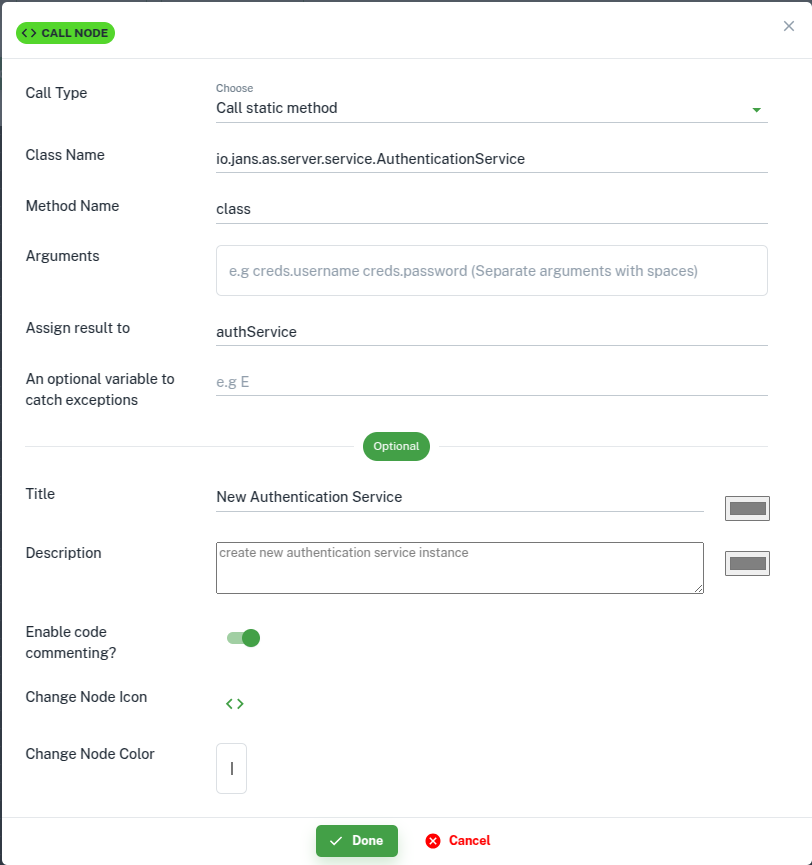 <> CALL NODE
Call Type
Choose
Call static method
Class Name
io.jans.as.server.service.AuthenticationService
Method Name
class
Arguments
e.g creds.username creds.password (Separate arguments with spaces)
Assign result to
authService
An optional variable to
catch exceptions
e.g E
Optional
Title
New Authentication Service
Description
create new authentication service instance
Enable code
commenting?
Change Node Icon
<>
Change Node Color
|
Done
Cancel